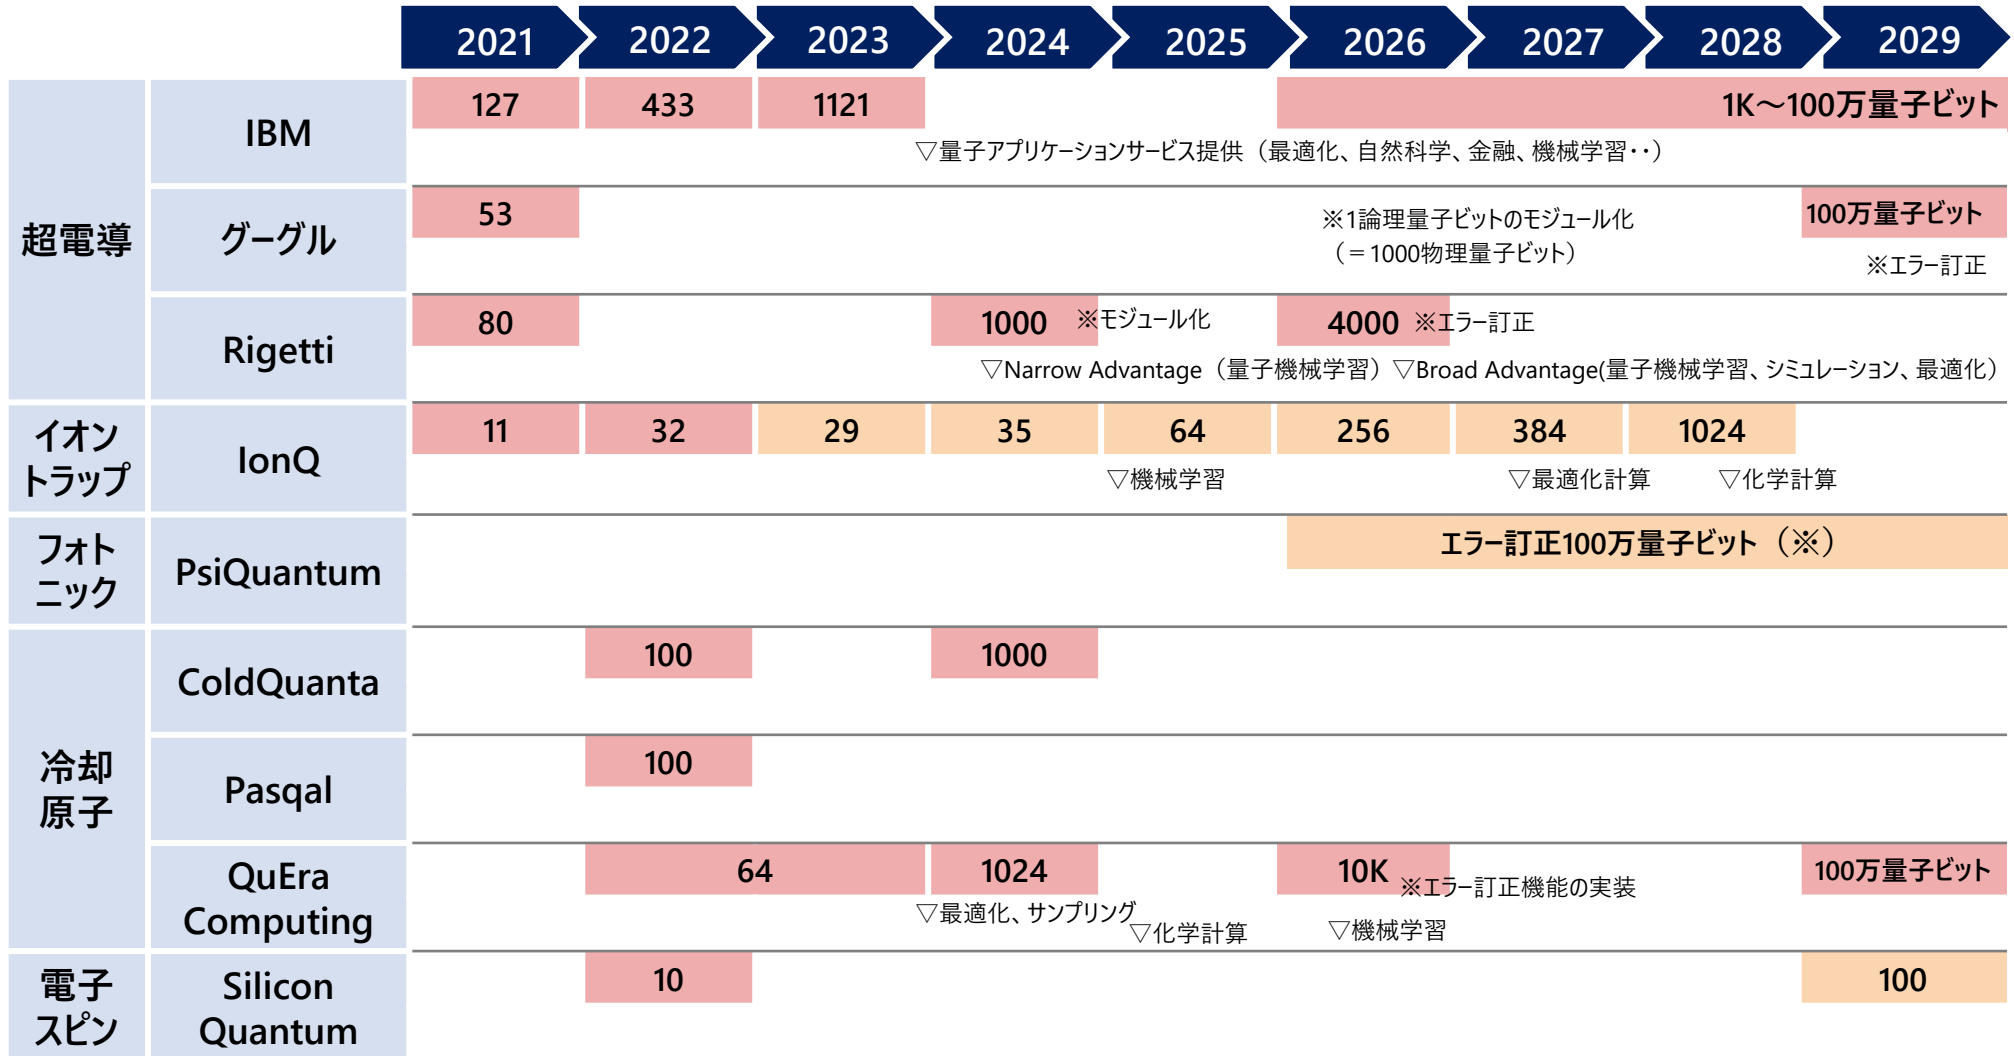 2021 2022 2023 2024 2025 2026 2027 2028 2029
超電導
IBM
127 433 1121 1K～100万量子ビット
▽量子アプリケーションサービス提供（最適化、自然科学、金融、機械学習・・）
グーグル
53
※1論理量子ビットのモジュール化
（＝1000物理量子ビット）
100万量子ビット
※エラー訂正
Rigetti
80 1000 ※モジュール化 4000 ※エラー訂正
▽Narrow Advantage（量子機械学習） ▽Broad Advantage(量子機械学習、シミュレーション、最適化）
イオン
トラップ
IonQ
11 32 29 35 64 256 384 1024
▽機械学習 ▽最適化計算 ▽化学計算
フォト
ニック
PsiQuantum
エラー訂正100万量子ビット（※）
冷却
原子
ColdQuanta
100 1000
Pasqal
100
QuEra
Computing
64 1024 10K ※エラー訂正機能の実装 100万量子ビット
▽最適化、サンプリング
▽化学計算 ▽機械学習
電子
スピン
Silicon
Quantum
10 100